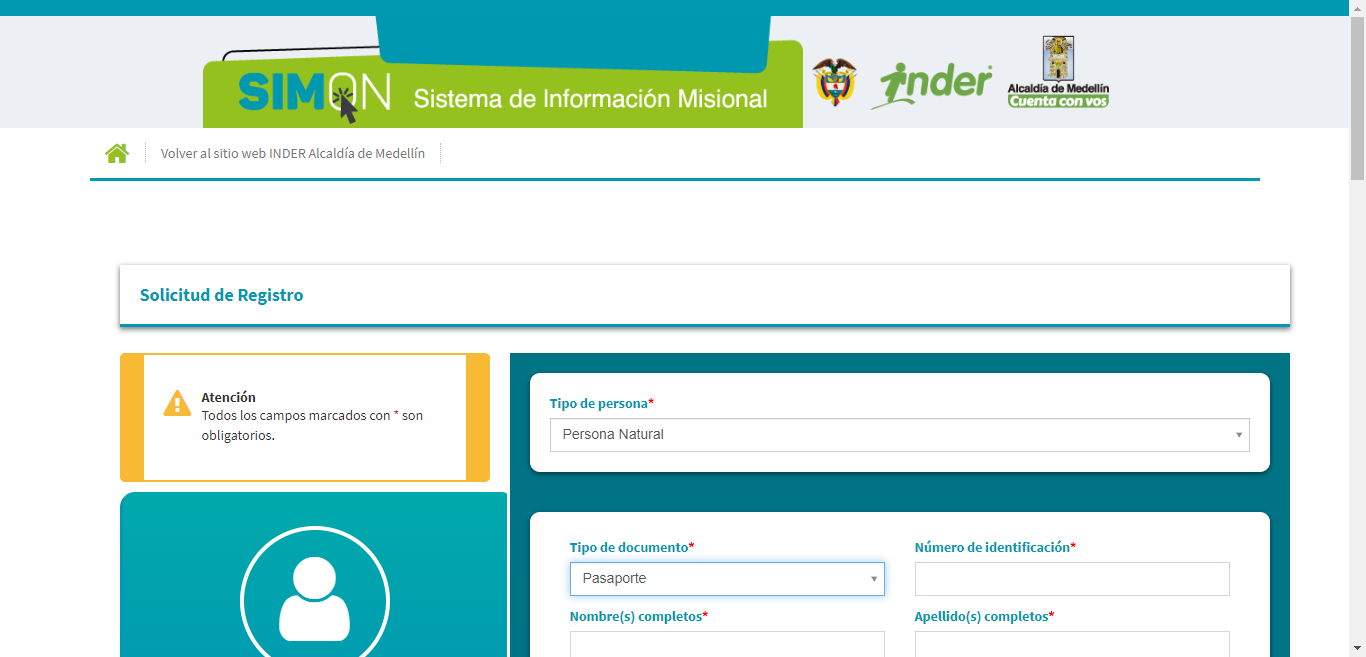 SIMON Sistema de Información Misional
inder
Alcaldía de Medellín
Cuenta con vos
Volver al sitio web INDER Alcaldía de Medellín
Solicitud de Registro
Atención
Todos los campos marcados con * son
obligatorios.
Tipo de persona*
Persona Natural
Tipo de documento*
Número de identificación*
Pasaporte
Nombre(s) completos*
Apellido(s) completos*